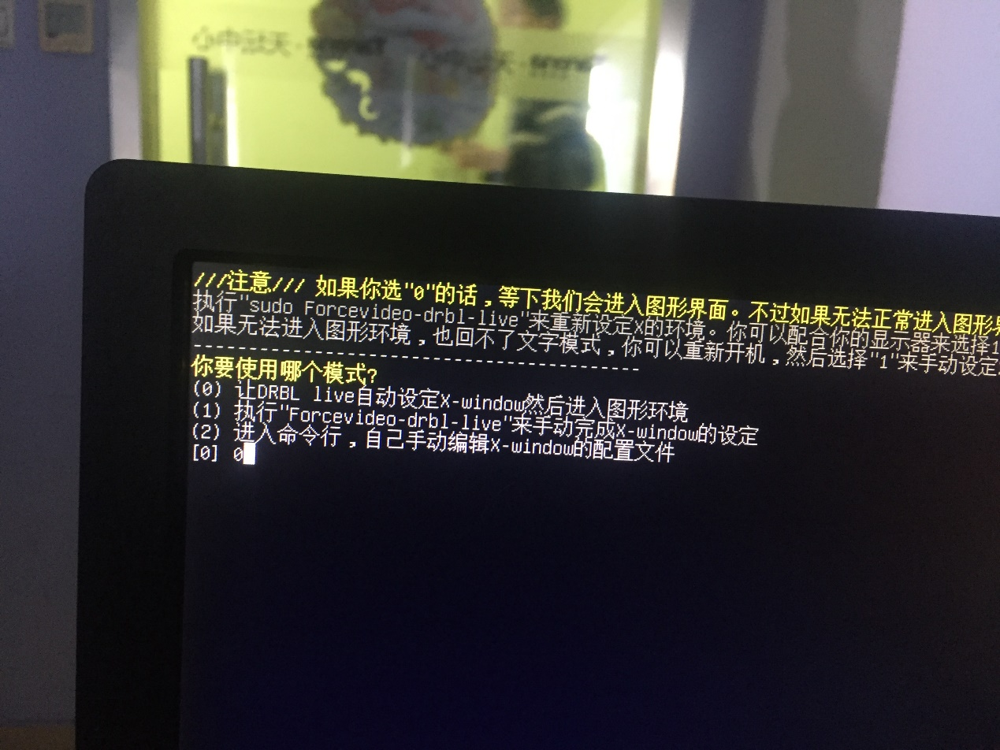 ///注意/// 如果你选"0"的话，等下我们会进入图形界面。不过如果无法正常进入图形
执行"sudo Forcevideo-drbl-live"来重新设定X的环境。你可以配合你的显示器来选择1
如果无法进入图形环境，也回不了文字模式，你可以重新开机，然后选择"1"来手动设定
------------------------------------------------
你要使用哪个模式?
(0) 让DRBL live自动设定X-window然后进入图形环境
(1) 执行"Forcevideo-drbl-live"来手动完成X-window的设定
(2) 进入命令行，自己手动编辑X-window的配置文件
[0] 0